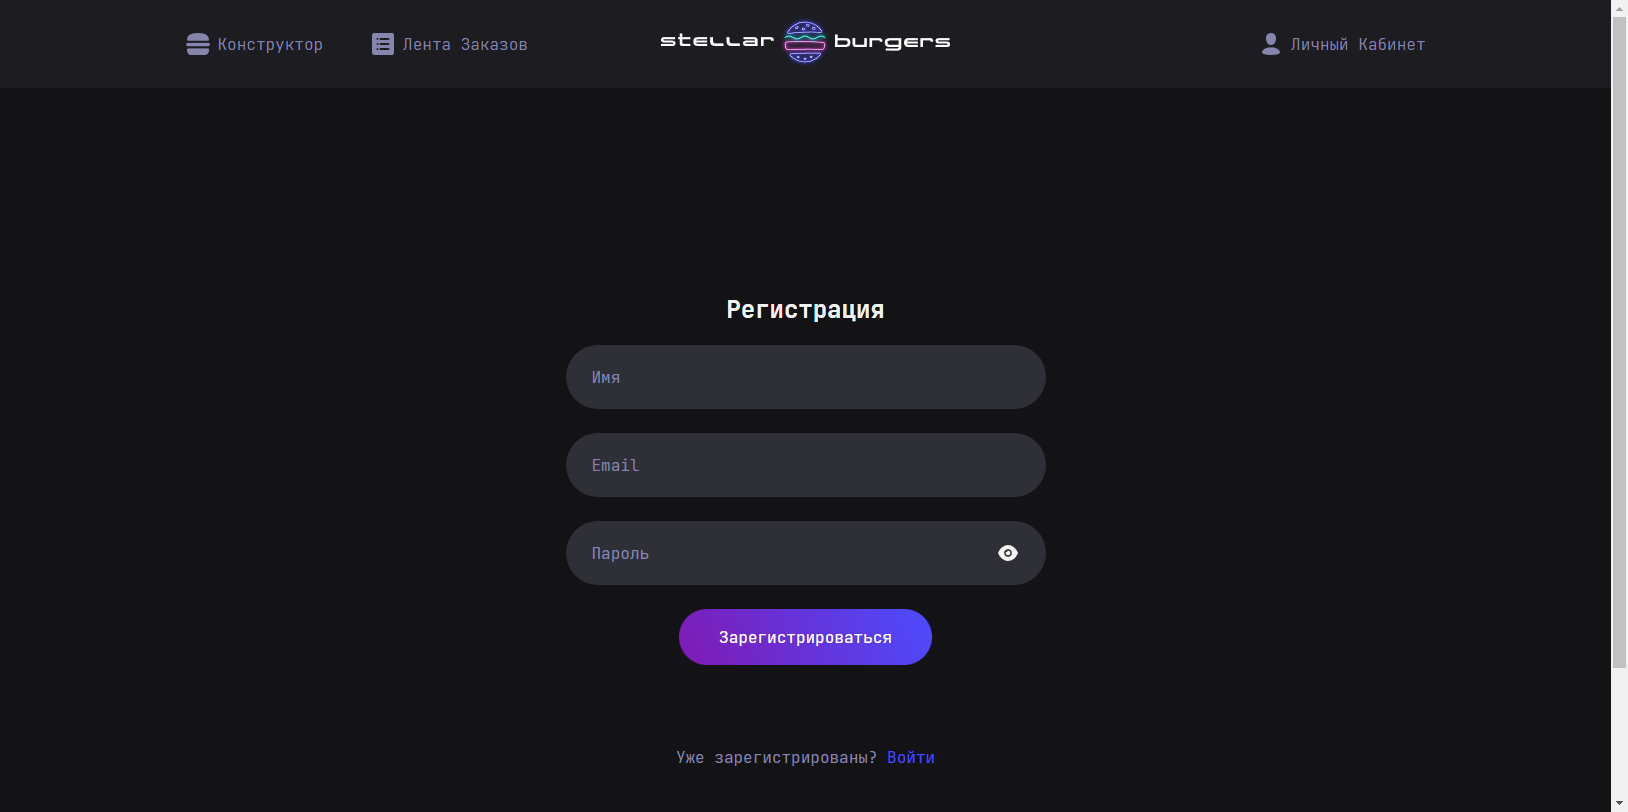 Конструктор
Лента Заказов
stellar burgers
Личный Кабинет
Регистрация
Имя
Email
Пароль
Зарегистрироваться
Уже зарегистрированы? Войти